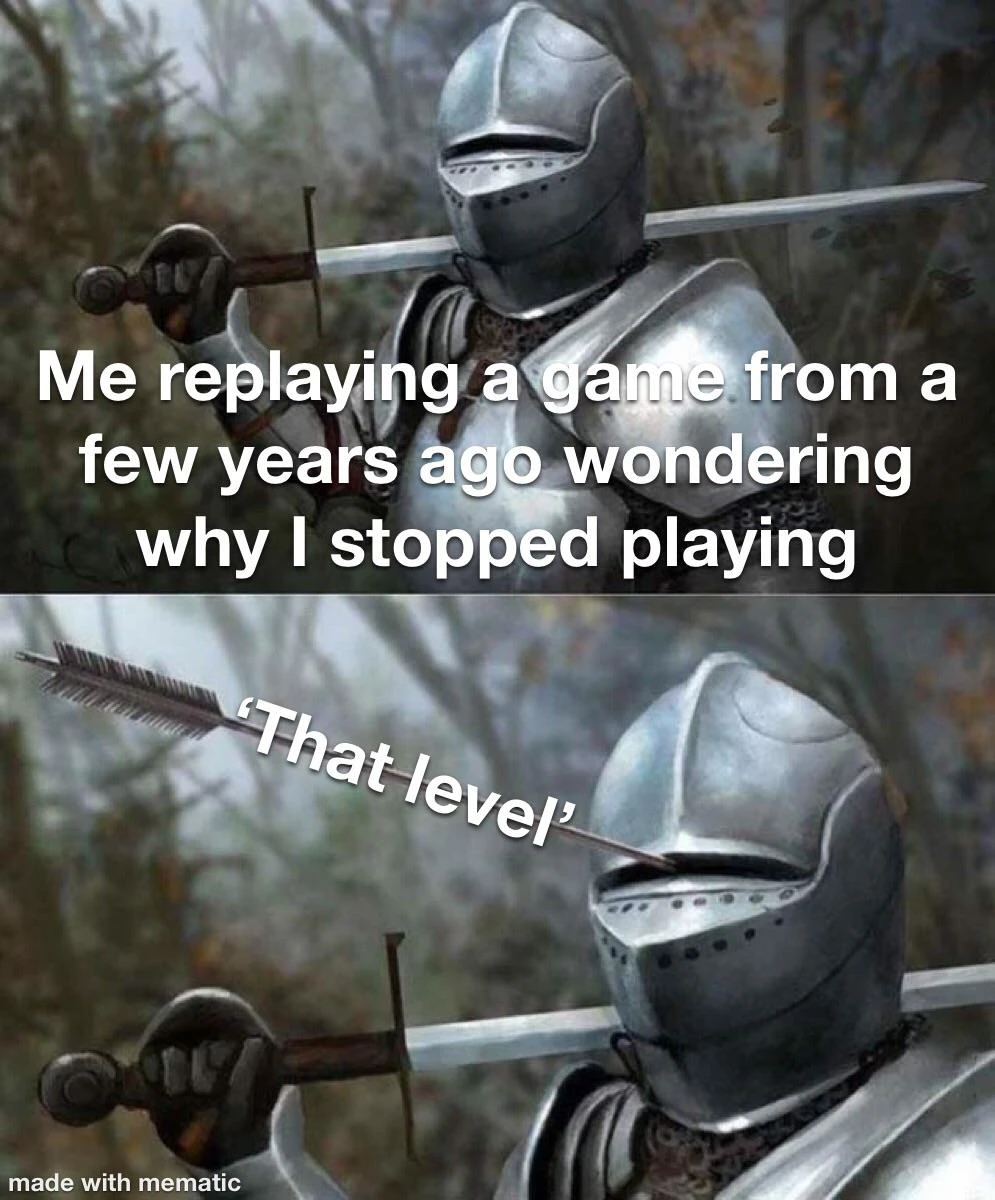 Me replaying a game from a
few years ago wondering
why I stopped playing
‘That level’
made with mematic